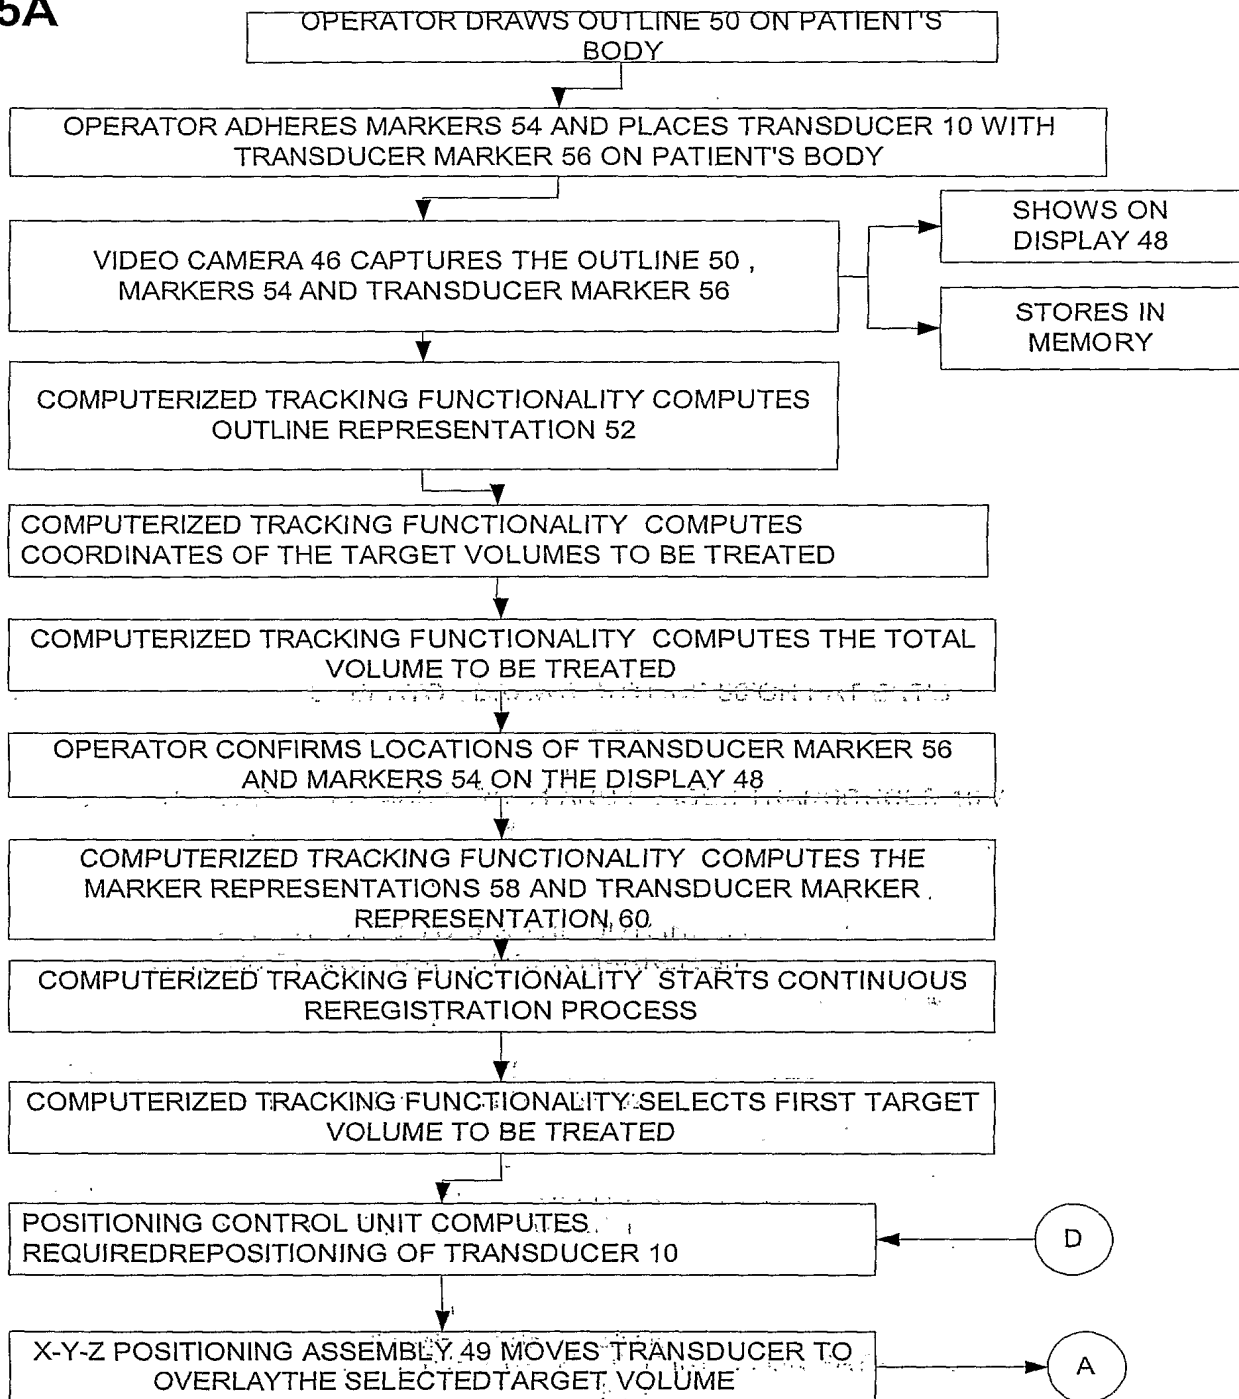 5A
OPERATOR DRAWS OUTLINE 50 ON PATIENT'S
BODY
OPERATOR ADHERES MARKERS 54 AND PLACES TRANSDUCER 10 WITH
TRANSDUCER MARKER 56 ON PATIENT'S BODY
VIDEO CAMERA 46 CAPTURES THE OUTLINE 50 ,
MARKERS 54 AND TRANSDUCER MARKER 56
SHOWS ON
DISPLAY 48
STORES IN
MEMORY
COMPUTERIZED TRACKING FUNCTIONALITY COMPUTES
OUTLINE REPRESENTATION 52
COMPUTERIZED TRACKING FUNCTIONALITY COMPUTES
COORDINATES OF THE TARGET VOLUMES TO BE TREATED
COMPUTERIZED TRACKING FUNCTIONALITY COMPUTES THE TOTAL
VOLUME TO BE TREATED
OPERATOR CONFIRMS LOCATIONS OF TRANSDUCER MARKER 56
AND MARKERS 54 ON THE DISPLAY 48
COMPUTERIZED TRACKING FUNCTIONALITY COMPUTES THE
MARKER REPRESENTATIONS 58 AND TRANSDUCER MARKER
REPRESENTATION 60
COMPUTERIZED TRACKING FUNCTIONALITY STARTS CONTINUOUS
REREGISTRATION PROCESS
COMPUTERIZED TRACKING FUNCTIONALITY SELECTS FIRST TARGET
VOLUME TO BE TREATED
POSITIONING CONTROL UNIT COMPUTES
REQUIREDREPOSITIONING OF TRANSDUCER 10
D
X-Y-Z POSITIONING ASSEMBLY 49 MOVES TRANSDUCER TO
OVERLAYTHE SELECTEDTARGET VOLUME
A